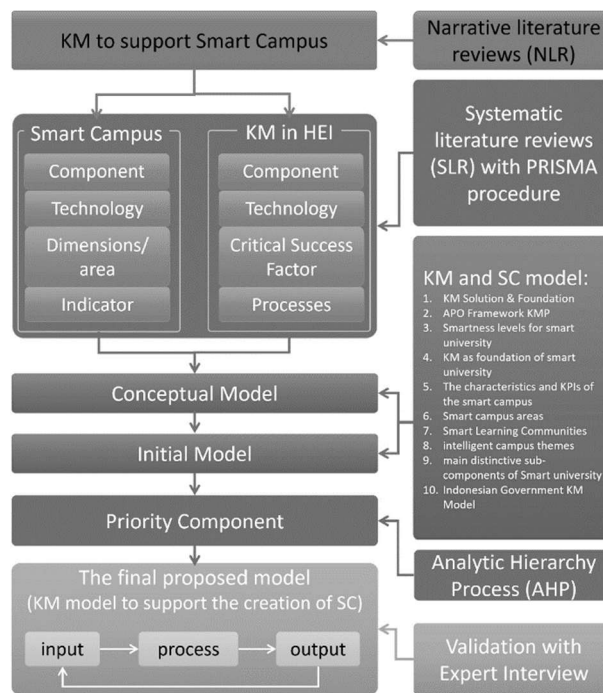 KM to support Smart Campus
Narrative literature
reviews (NLR)
Smart Campus
Component
Technology
Dimensions/
area
Indicator
KM in HEI
Component
Technology
Critical Success
Factor
Processes
Systematic
literature reviews
(SLR) with PRISMA
procedure
KM and SC model:
1. KM Solution & Foundation
2. APO Framework KMP
3. Smartness levels for smart
university
4. KM as foundation of smart
university
5. The characteristics and KPIs of
the smart campus
6. Smart campus areas
7. Smart Learning Communities
8. intelligent campus themes
9. main distinctive sub-
components of Smart university
10. Indonesian Government KM
Model
Conceptual Model
Initial Model
Priority Component
Analytic Hierarchy
Process (AHP)
The final proposed model
(KM model to support the creation of SC)
input
process
output
Validation with
Expert Interview